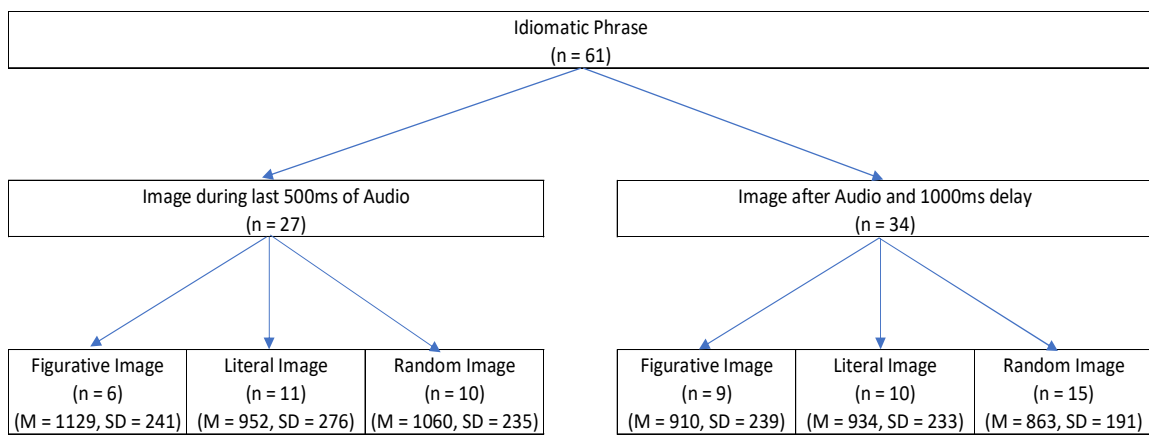 Idiomatic Phrase
(n = 61)
Image during last 500ms of Audio
(n = 27)
Image after Audio and 1000ms delay
(n = 34)
Figurative Image
(n = 6)
(M = 1129, SD = 241)
Literal Image
(n = 11)
(M = 952, SD = 276)
Random Image
(n = 10)
(M = 1060, SD = 235)
Figurative Image
(n = 9)
(M = 910, SD = 239)
Literal Image
(n = 10)
(M = 934, SD = 233)
Random Image
(n = 15)
(M = 863, SD = 191)